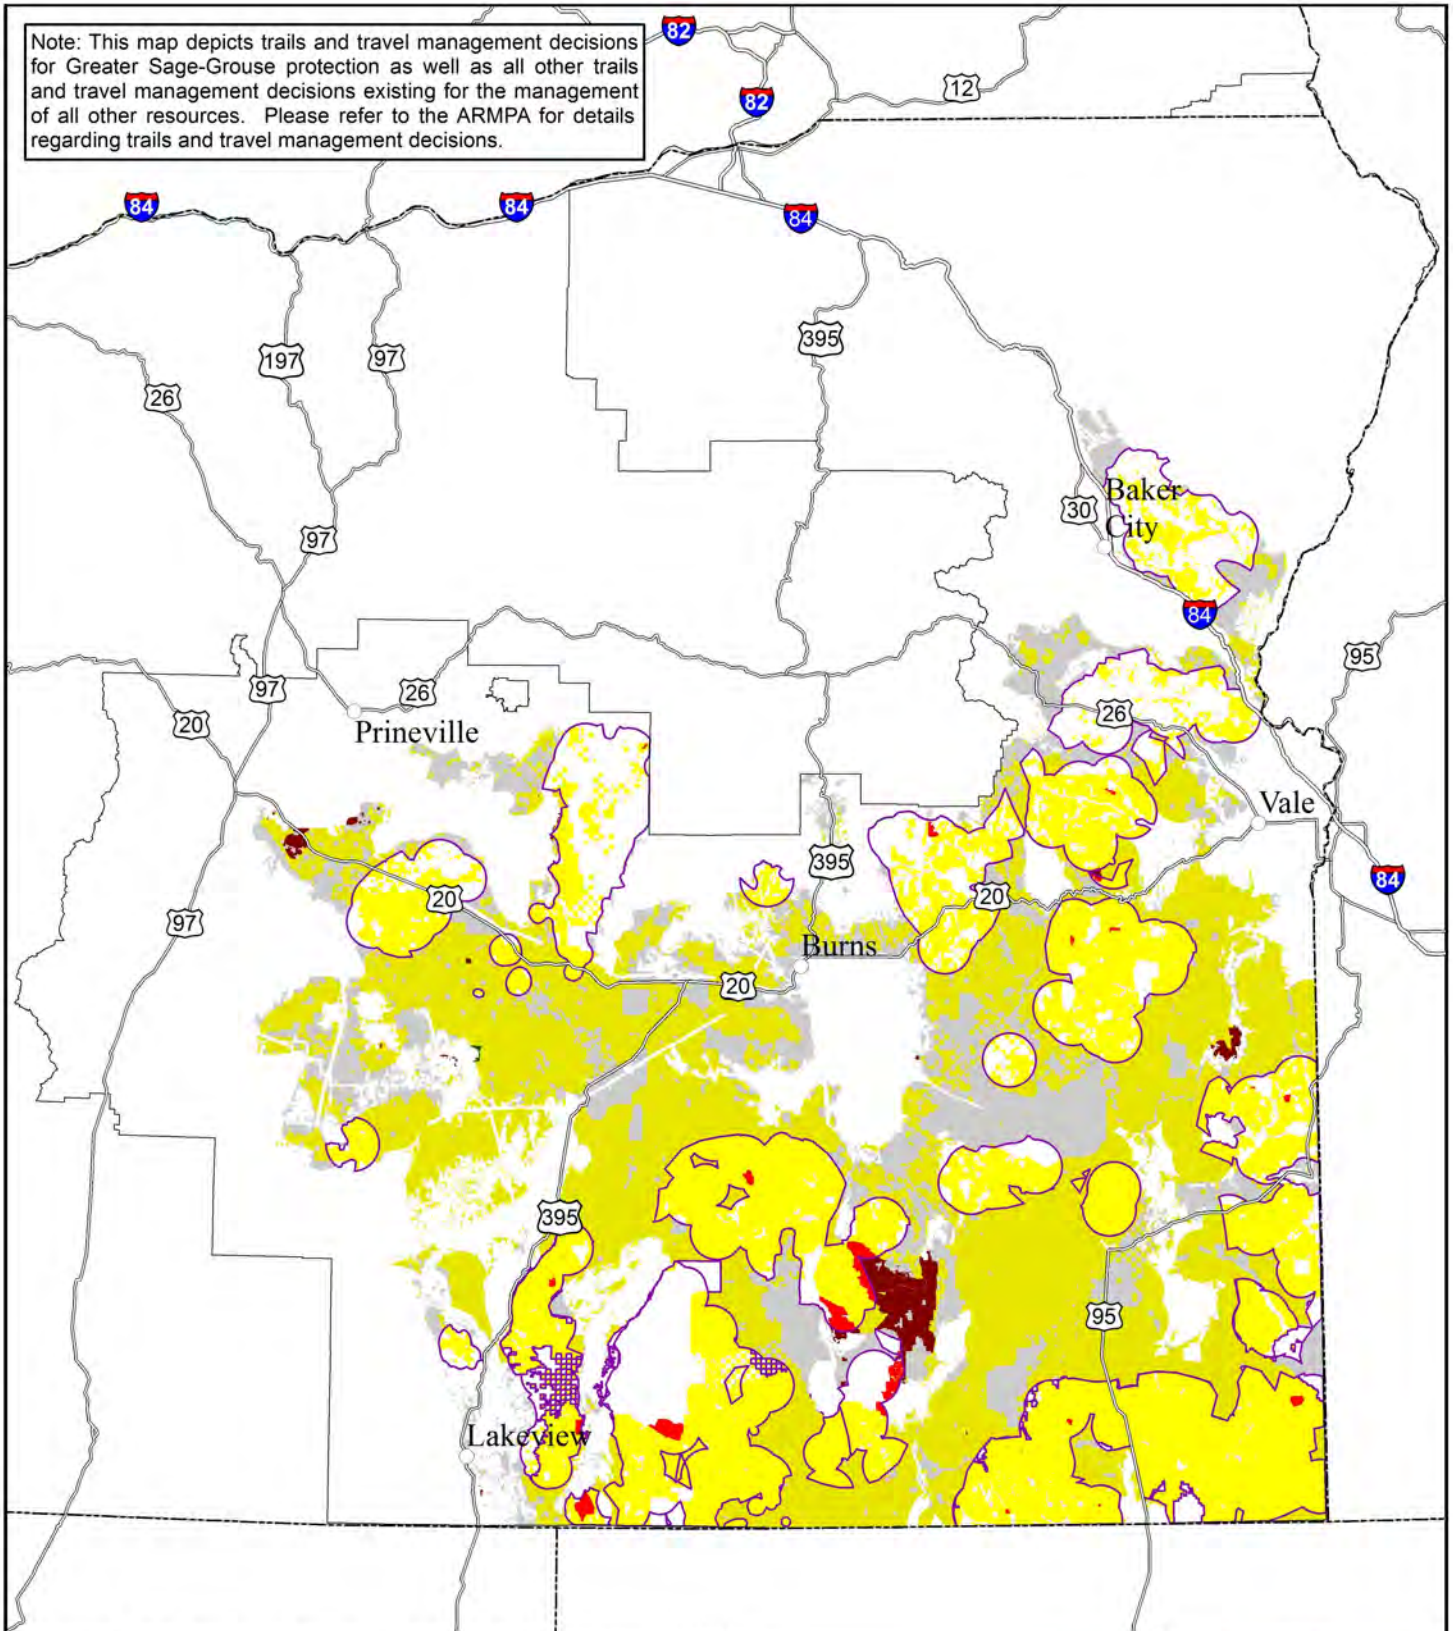 Note: This map depicts trails and travel management decisions
for Greater Sage-Grouse protection as well as all other trails
and travel management decisions existing for the management
of all other resources. Please refer to the ARMPA for details
regarding trails and travel management decisions.
82
12
82
84
84
84
395
197
97
26
Baker
City
30
97
84
95
97
26
20
Prineville
26
Vale
395
84
20
20
97
Burns
20
395
95
Lakeview